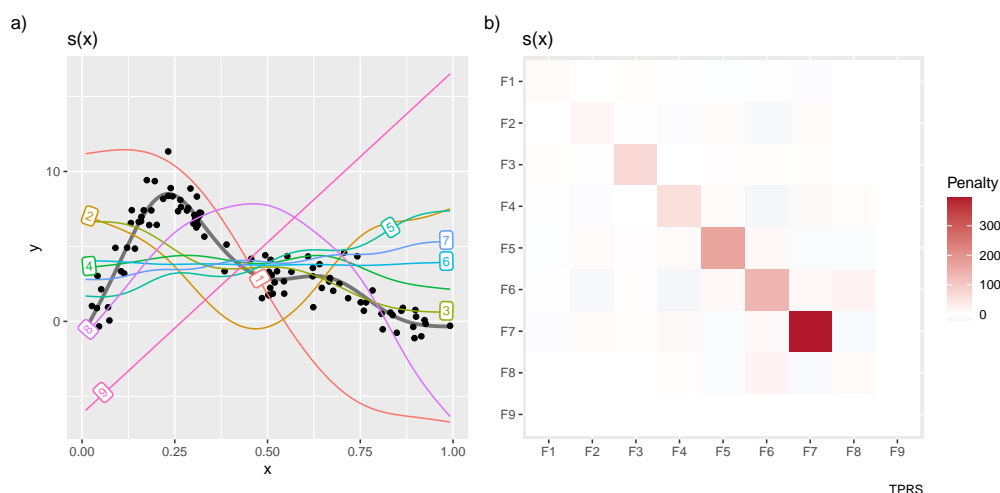 a)
s(x)
10
0
y
0.00 0.25 0.50 0.75 1.00
x
2
4
8
9
1
5
7
6
3
b)
s(x)
F1
F2
F3
F4
F5
F6
F7
F8
F9
F1 F2 F3 F4 F5 F6 F7 F8 F9
Penalty
300
200
100
0
TPRS